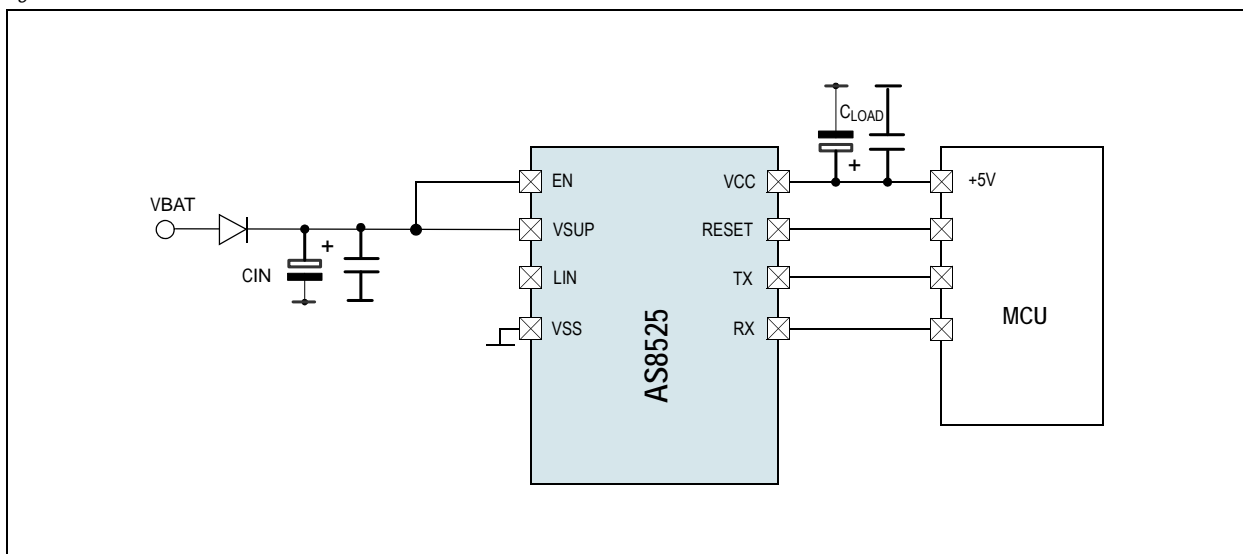 VBAT
CIN
+
EN
VSUP
LIN
VSS
AS8525
VCC
RESET
TX
RX
CLOAD
+
+5V
MCU